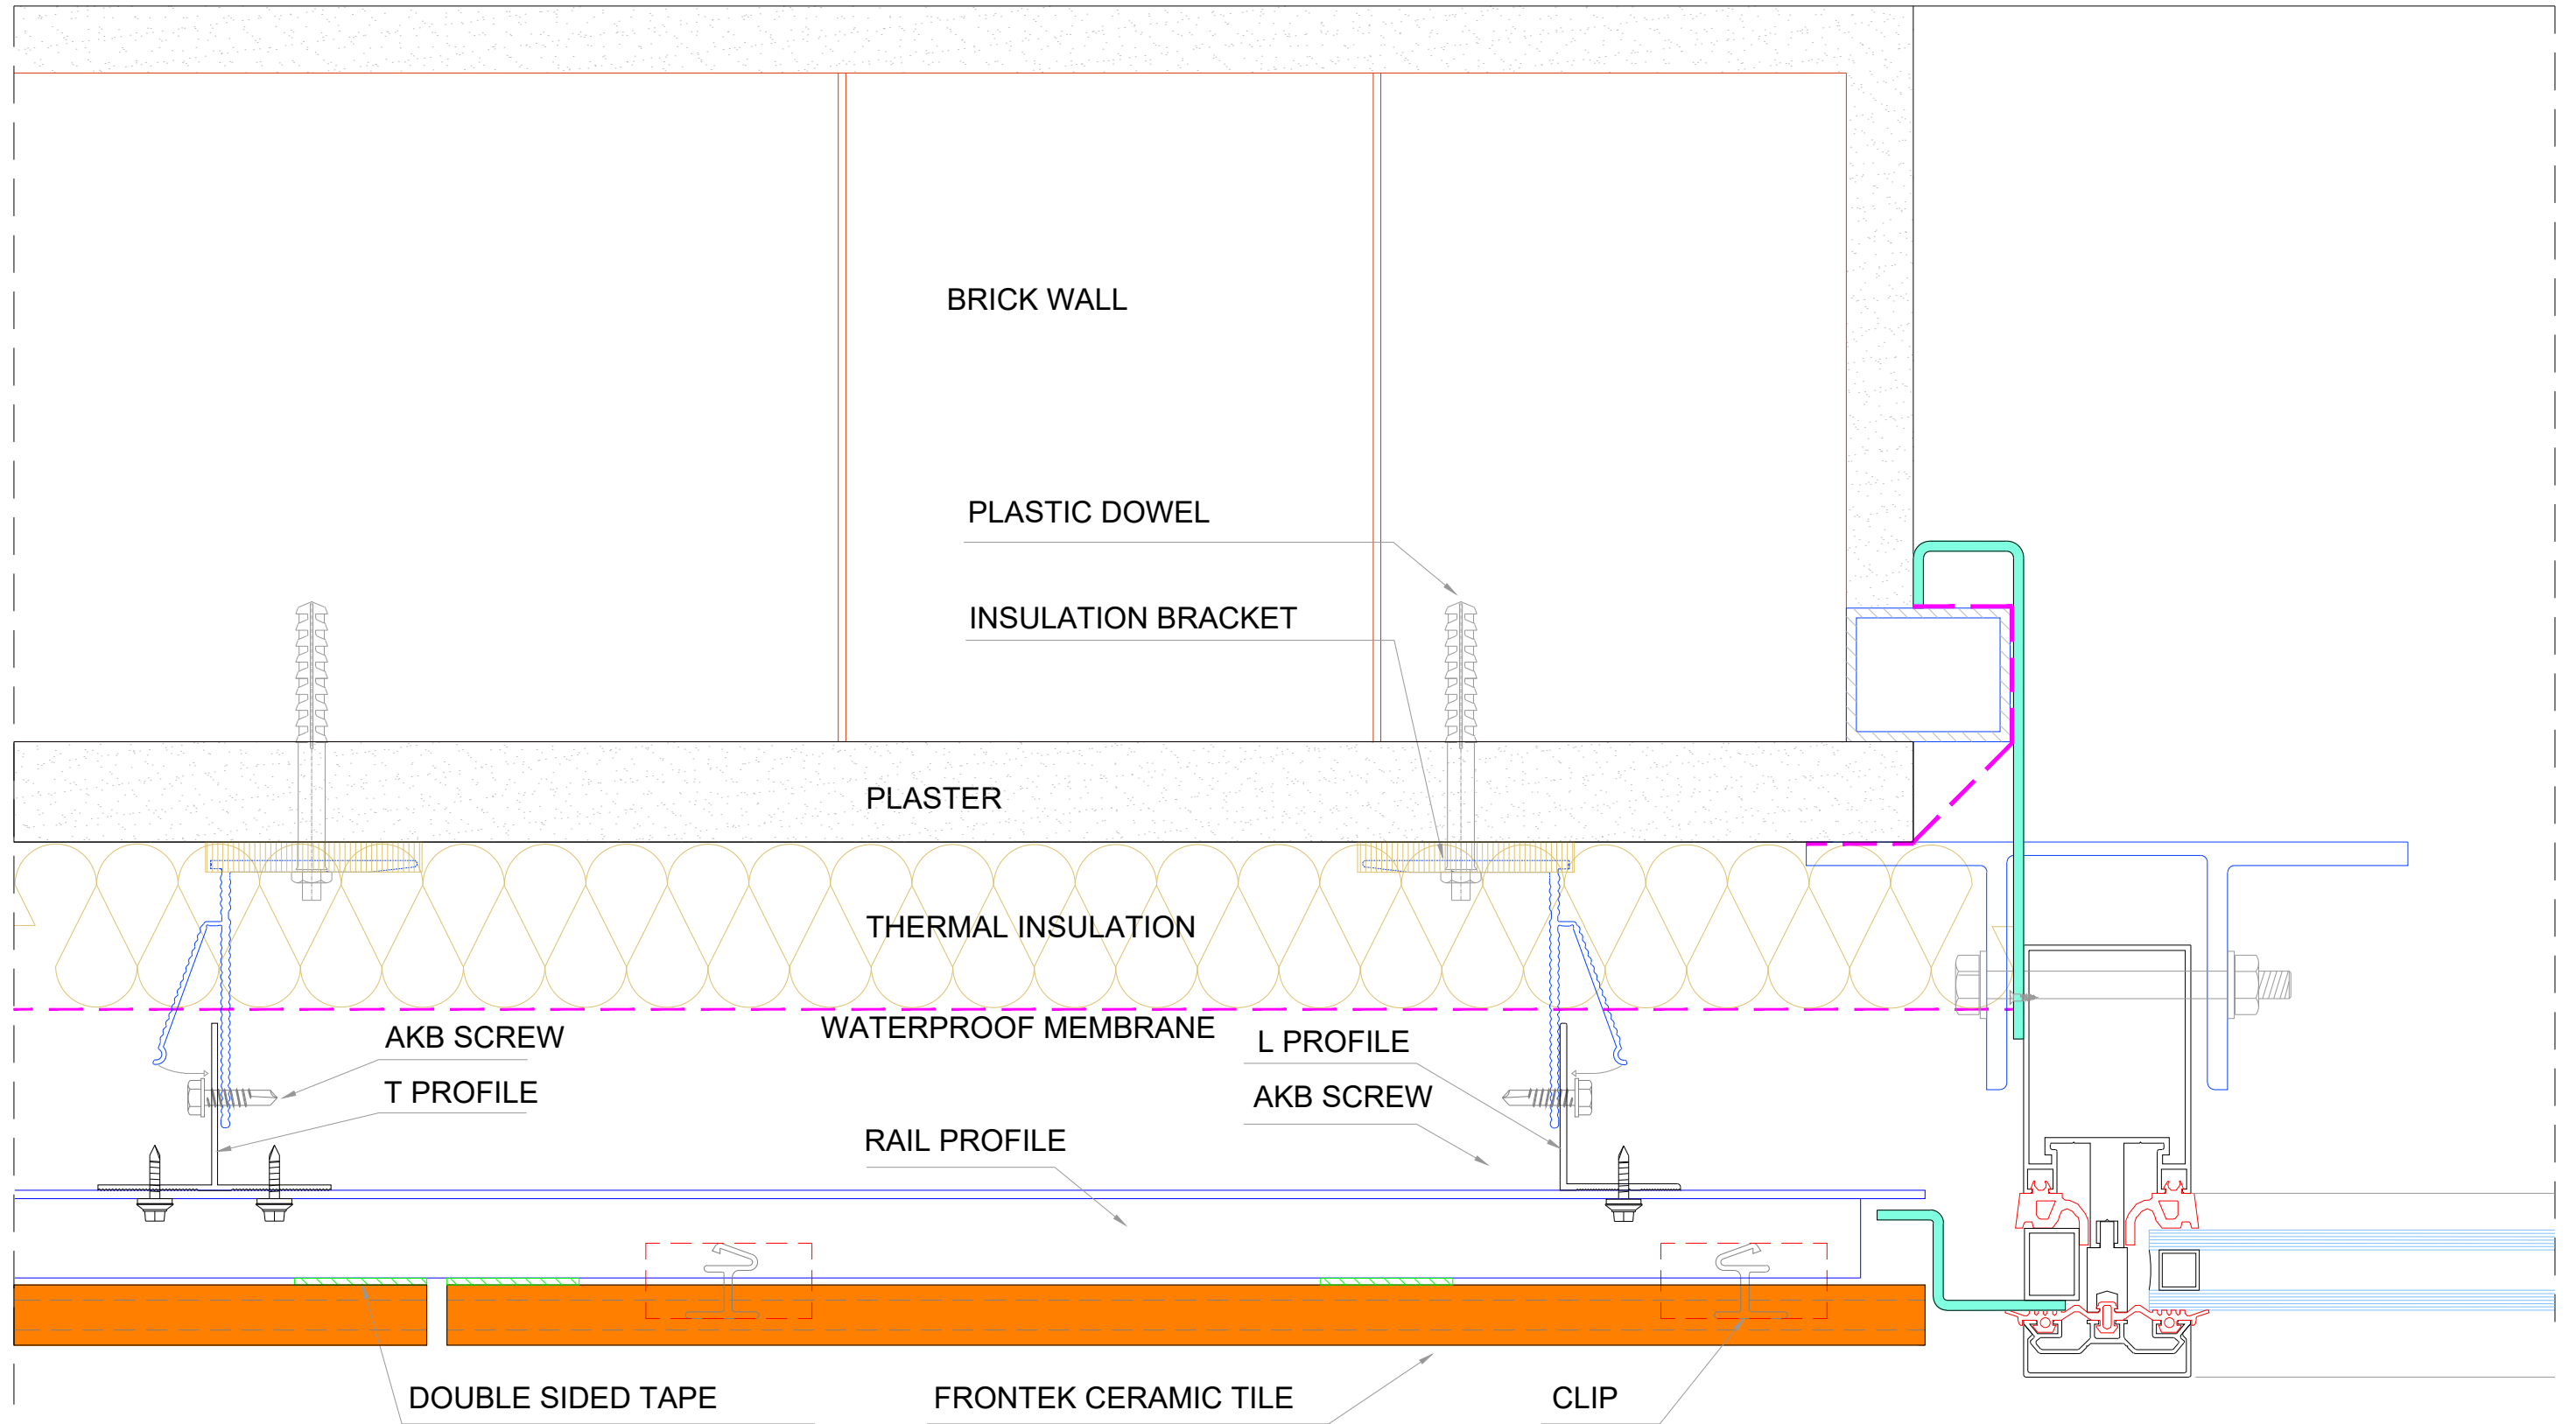 BRICK WALL
PLASTIC DOWEL
INSULATION BRACKET
PLASTER
THERMAL INSULATION
WATERPROOF MEMBRANE
AKB SCREW
L PROFILE
T PROFILE
AKB SCREW
RAIL PROFILE
DOUBLE SIDED TAPE
FRONTEK CERAMIC TILE
CLIP